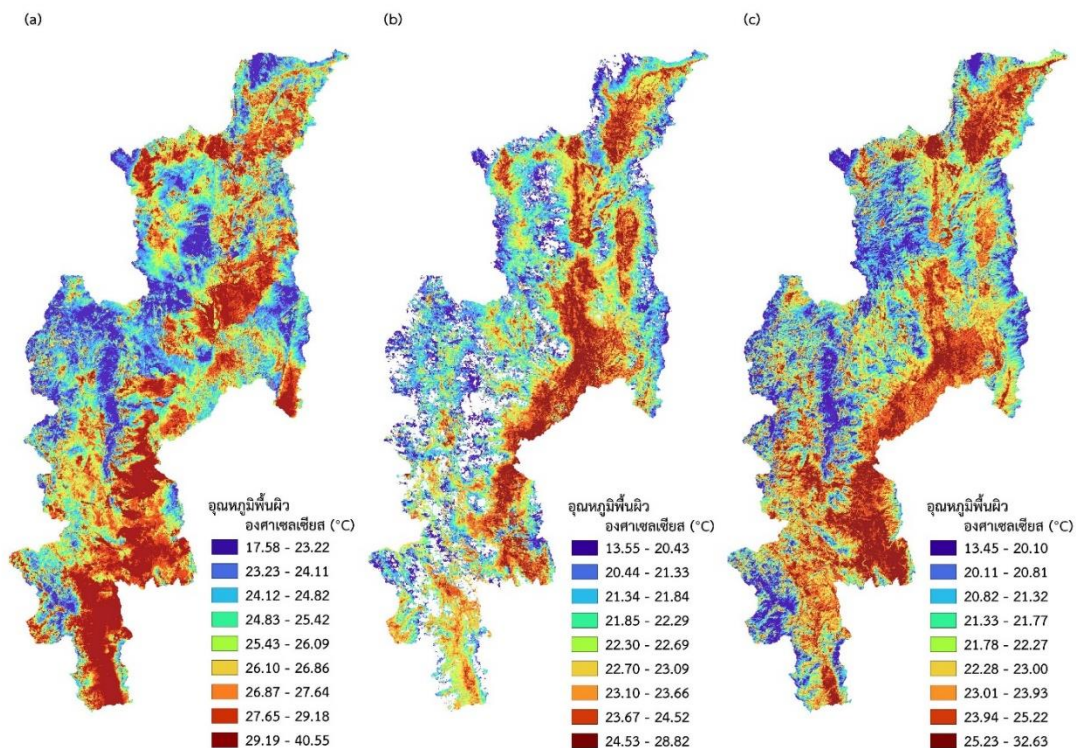 (a)
(b)
(c)
อุณหภูมิพื้นผิว
องศาเซลเซียส (°C)
17.58 - 23.22
23.23 - 24.11
24.12 - 24.82
24.83 - 25.42
25.43 - 26.09
26.10 - 26.86
26.87 - 27.64
27.65 - 29.18
29.19 - 40.55
อุณหภูมิพื้นผิว
องศาเซลเซียส (°C)
13.55 - 20.43
20.44 - 21.33
21.34 - 21.84
21.85 - 22.29
22.30 - 22.69
22.70 - 23.09
23.10 - 23.66
23.67 - 24.52
24.53 - 28.82
อุณหภูมิพื้นผิว
องศาเซลเซียส (°C)
13.45 - 20.10
20.11 - 20.81
20.82 - 21.32
21.33 - 21.77
21.78 - 22.27
22.28 - 23.00
23.01 - 23.93
23.94 - 25.22
25.23 - 32.63